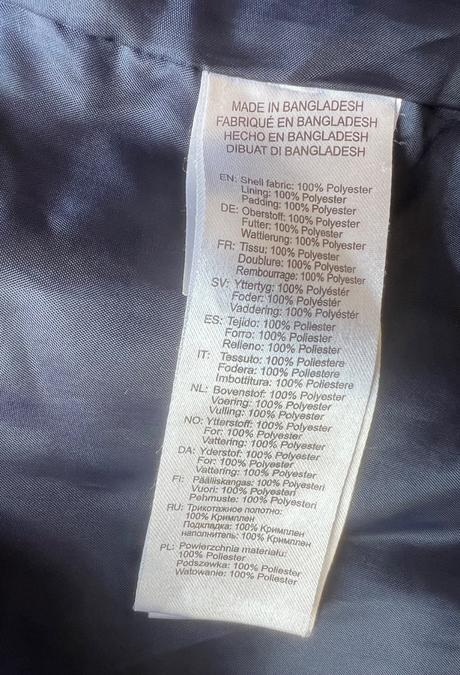 MADE IN BANGLADESH
FABRIQUÉ EN BANGLADESH
HECHO EN BANGLADESH
DIBUAT DI BANGLADESH
EN: Shell fabric: 100% Polyester
Lining: 100% Polyester
Padding: 100% Polyester
DE: Oberstoff: 100% Polyester
Futter: 100% Polyester
Wattierung: 100% Polyester
FR: Tissu: 100% Polyester
Doublure: 100% Polyester
Rembourrage: 100% Polyester
SV: Yttertyg: 100% Polyéstér
Foder: 100% Polyéstér
Vaddering: 100% Polyéstér
ES: Tejido: 100% Poliester
Forro: 100% Poliester
Relleno: 100% Poliester
IT: Tessuto: 100% Poliestere
Fodera: 100% Poliestere
Imbottitura: 100% Poliestere
NL: Bovenstof: 100% Polyester
Voering: 100% Polyester
Vulling: 100% Polyester
NO: Ytterstoff: 100% Polyester
For: 100% Polyester
Vattering: 100% Polyester
DA: Yderstof: 100% Polyester
For: 100% Polyester
Vattering: 100% Polyester
FI: Päälliskangas: 100% Polyesteri
Vuori: 100% Polyesteri
Pehmuste: 100% Polyesteri
RU: Трикотажное полотно:
100% Кримплен
Подкладка: 100% Кримплен
наполнитель: 100% Кримплен
PL: Powierzchnia materiału:
100% Poliester
Podszewka: 100% Poliester
Watowanie: 100% Poliester